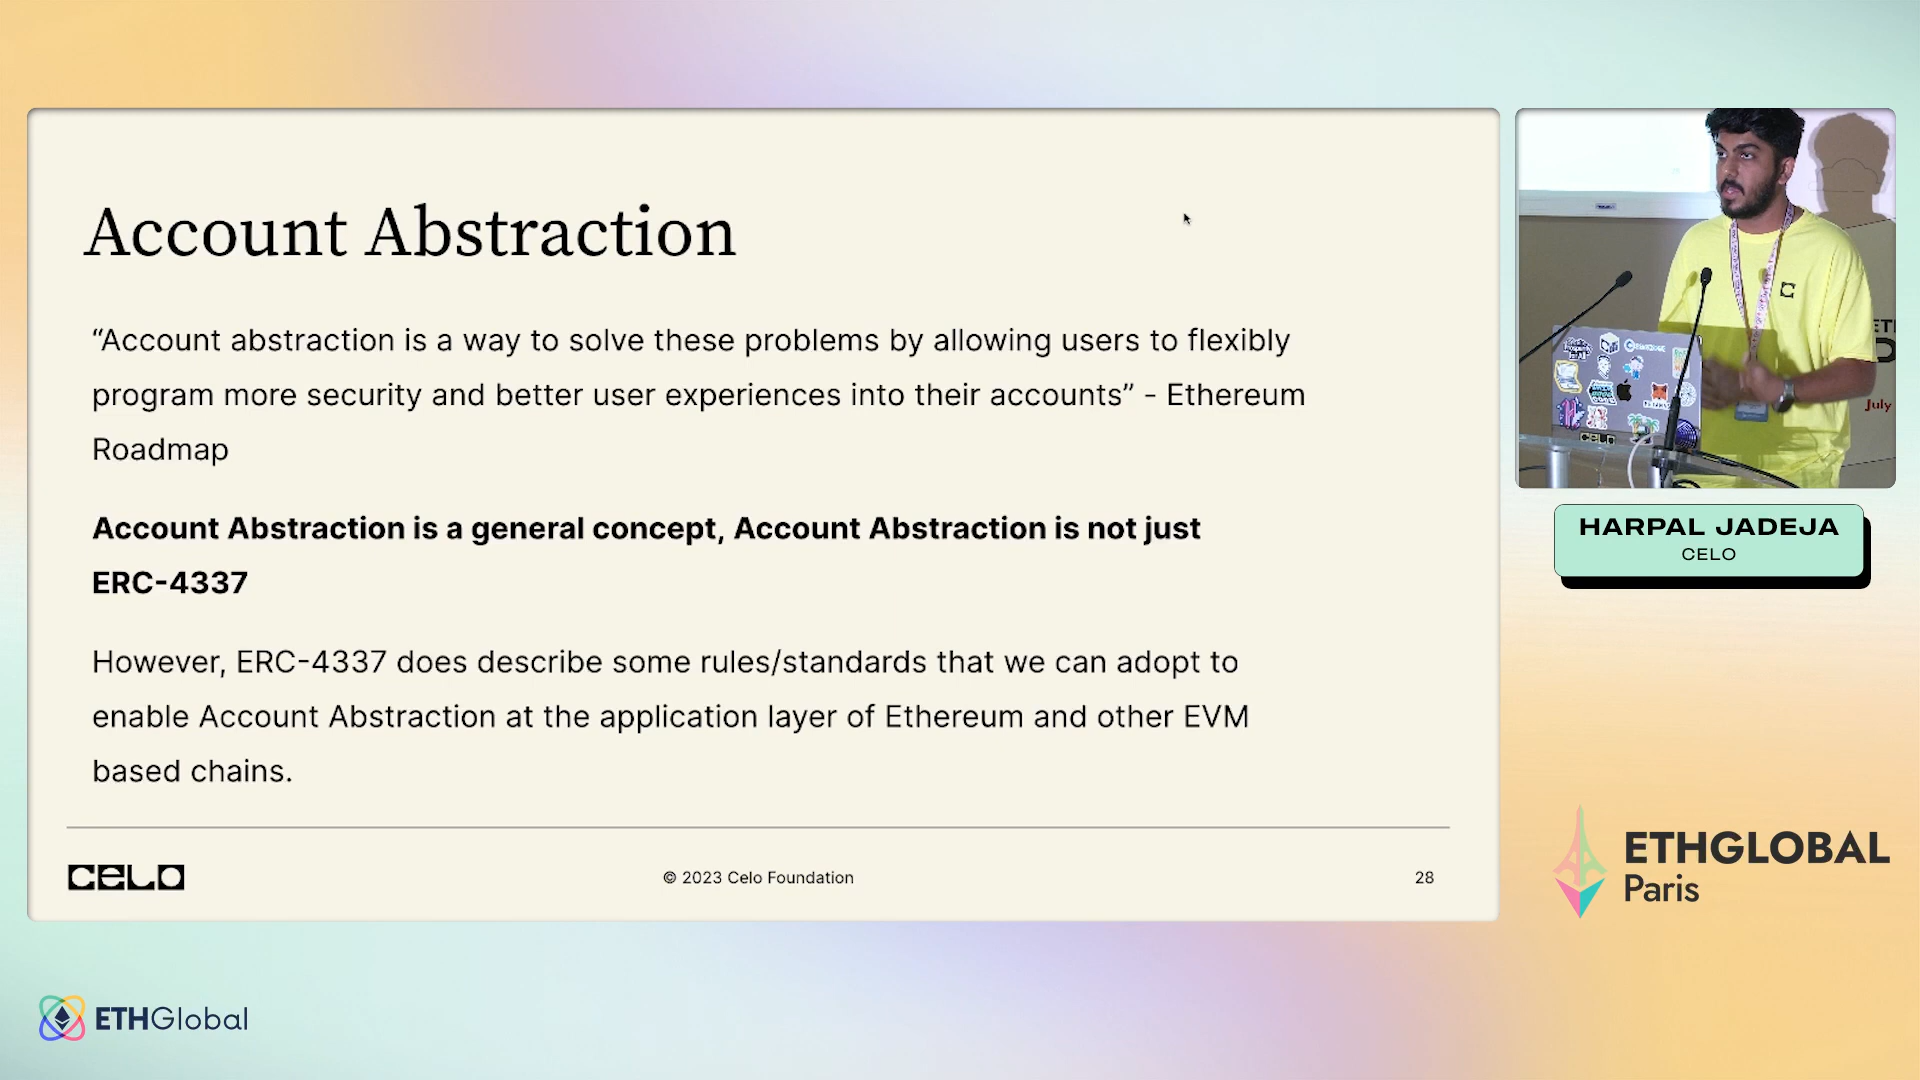 Account Abstraction
“Account abstraction is a way to solve these problems by allowing users to flexibly
program more security and better user experiences into their accounts” - Ethereum
Roadmap
Account Abstraction is a general concept, Account Abstraction is not just
ERC-4337
However, ERC-4337 does describe some rules/standards that we can adopt to
enable Account Abstraction at the application layer of Ethereum and other EVM
based chains.
CELO
© 2023 Celo Foundation
28
CELO
July
HARPAL JADEJA
CELO
ETHGLOBAL
Paris
ETHGlobal